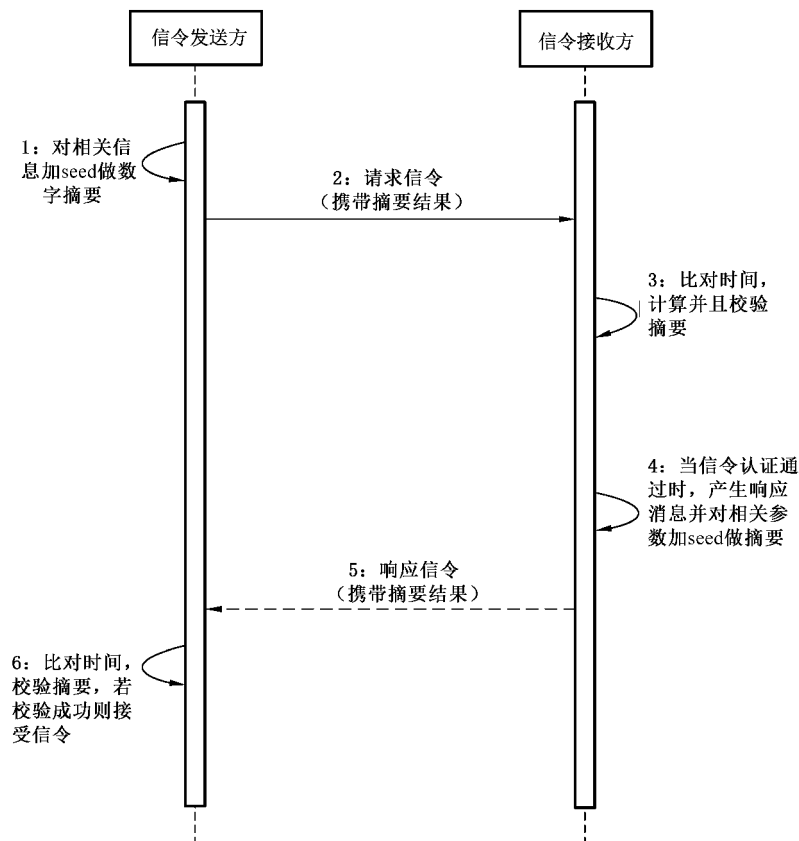 信令发送方
信令接收方
1：对相关信
息加seed做数
字摘要
2：请求信令
（携带摘要结果）
3：比对时间，
计算并且校验
摘要
4：当信令认证通
过时，产生响应
消息并对相关参
数加seed做摘要
5：响应信令
（携带摘要结果）
6：比对时间，
校验摘要，若
校验成功则接
受信令